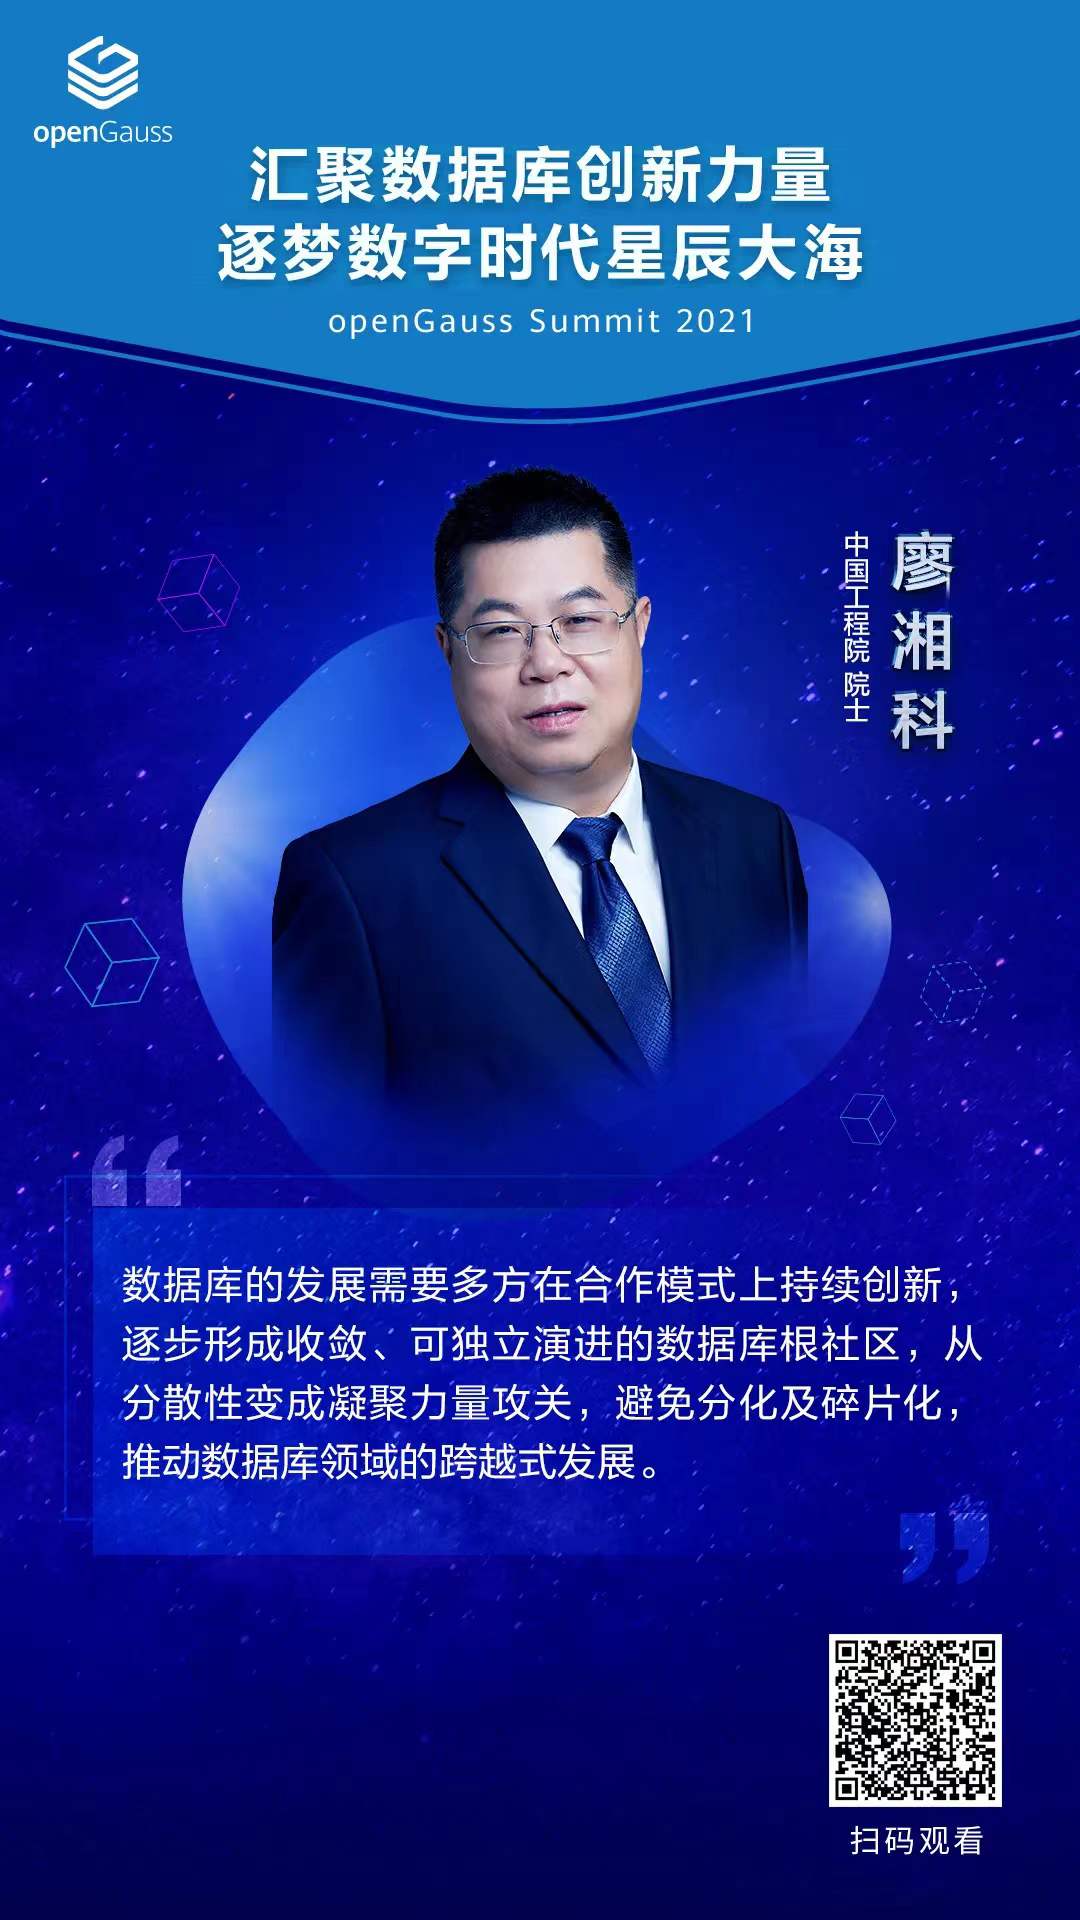 openGauss
汇聚数据库创新力量
逐梦数字时代星辰大海
openGauss Summit 2021
廖湘科
中国工程院 院士
数据库的发展需要多方在合作模式上持续创新，
逐步形成收敛、可独立演进的数据库根社区，从
分散性变成凝聚力量攻关，避免分化及碎片化，
推动数据库领域的跨越式发展。
扫码观看